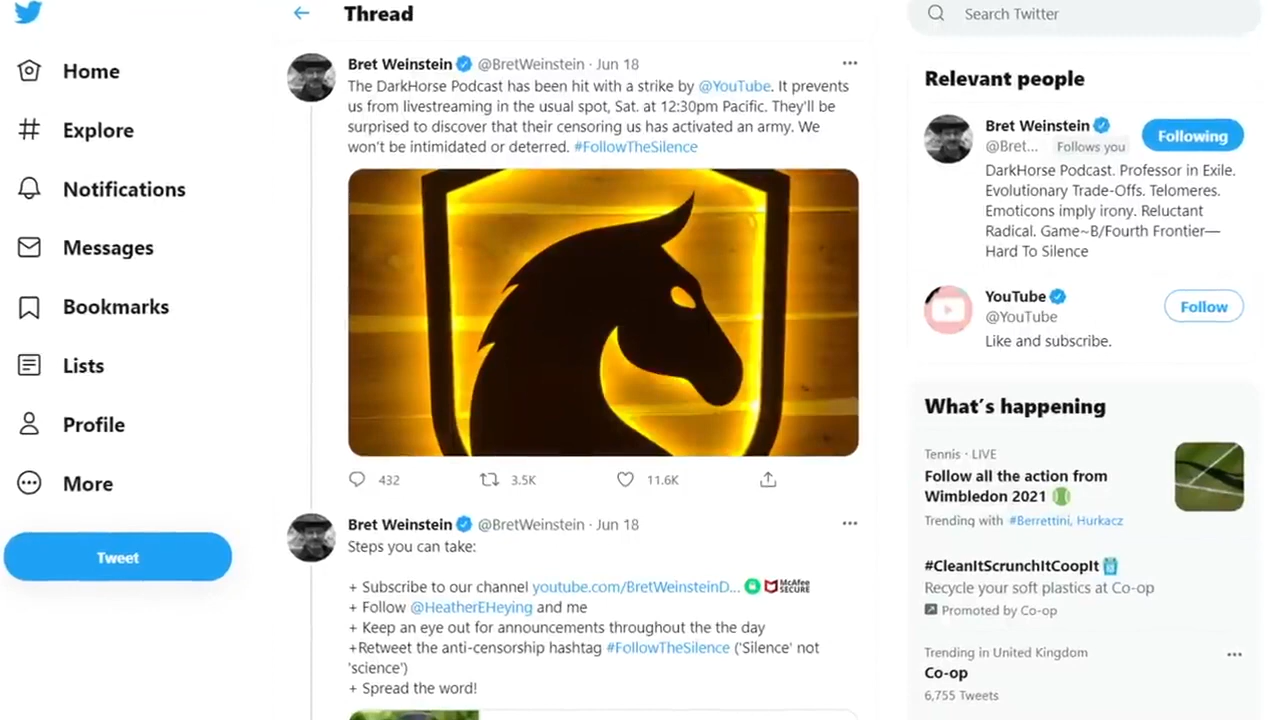 Home
Explore
Notifications
Messages
Bookmarks
Lists
Profile
More
Tweet
Thread
Bret Weinstein @BretWeinstein · Jun 18
The DarkHorse Podcast has been hit with a strike by @YouTube. It prevents
us from livestreaming in the usual spot, Sat. at 12:30pm Pacific. They'll be
surprised to discover that their censoring us has activated an army. We
won't be intimidated or deterred. #FollowTheSilence
432 3.5K 11.6K
Bret Weinstein @BretWeinstein · Jun 18
Steps you can take:
+ Subscribe to our channel youtube.com/BretWeinsteinD... McAfee SECURE
+ Follow @HeatherEHeying and me
+ Keep an eye out for announcements throughout the the day
+Retweet the anti-censorship hashtag #FollowTheSilence ('Silence' not
'science')
+ Spread the word!
Search Twitter
Relevant people
Bret Weinstein
@Bret... Follows you
Following
DarkHorse Podcast. Professor in Exile.
Evolutionary Trade-Offs. Telomeres.
Emoticons imply irony. Reluctant
Radical. Game~B/Fourth Frontier—
Hard To Silence
YouTube
@YouTube
Follow
Like and subscribe.
What's happening
Tennis · LIVE
Follow all the action from
Wimbledon 2021
Trending with #Berrettini, Hurkacz
#CleanItScrunchItCoopIt
Recycle your soft plastics at Co-op
Promoted by Co-op
Trending in United Kingdom
Co-op
6,755 Tweets